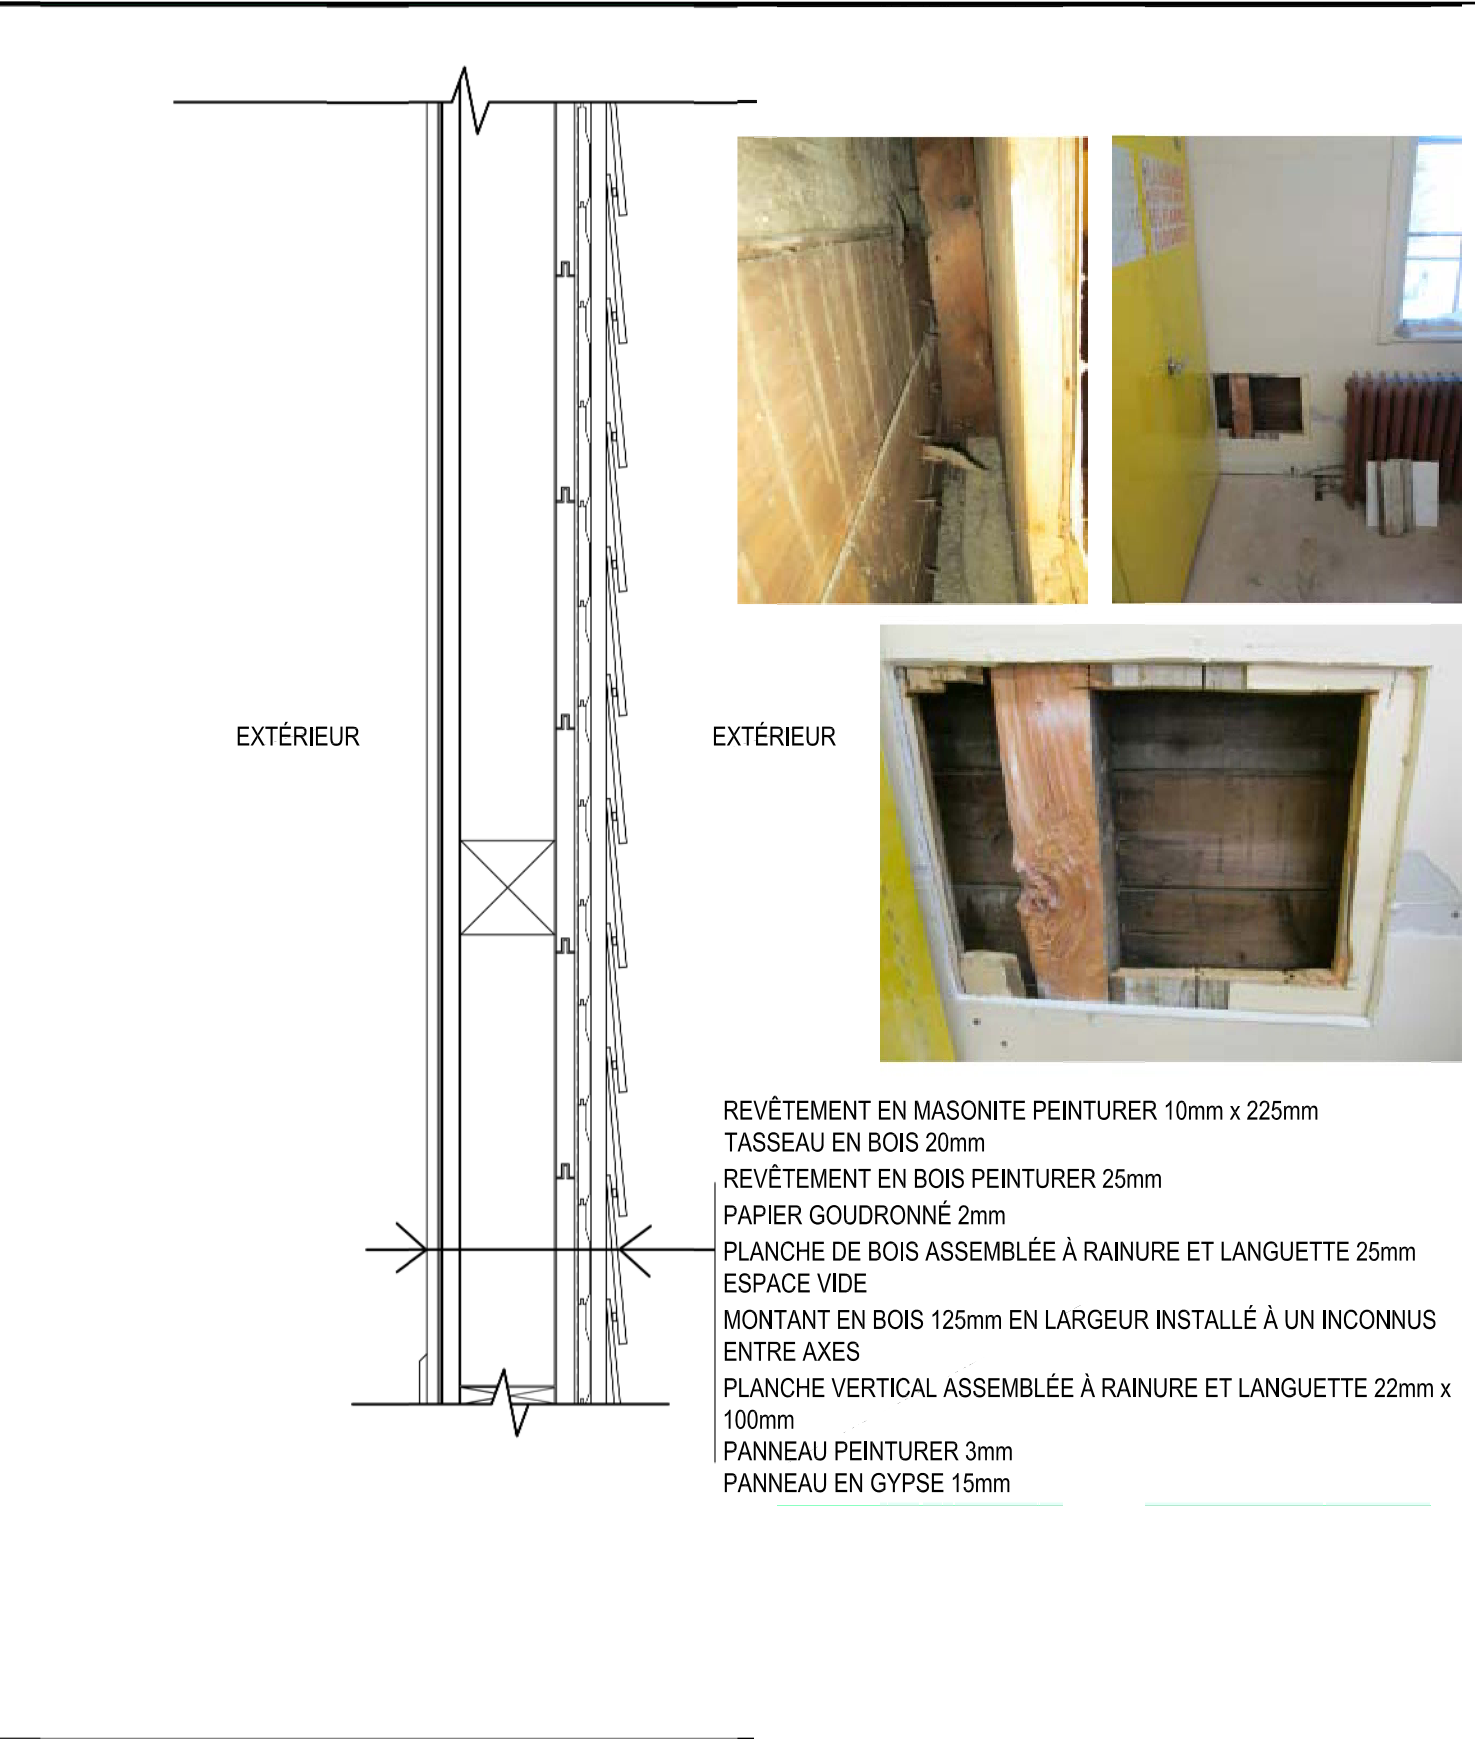 EXTÉRIEUR
EXTÉRIEUR
REVÊTEMENT EN MASONITE PEINTURER 10mm x 225mm
TASSEAU EN BOIS 20mm
REVÊTEMENT EN BOIS PEINTURER 25mm
PAPIER GOUDRONNÉ 2mm
PLANCHE DE BOIS ASSEMBLÉE À RAINURE ET LANGUETTE 25mm
ESPACE VIDE
MONTANT EN BOIS 125mm EN LARGEUR INSTALLÉ À UN INCONNUS
ENTRE AXES
PLANCHE VERTICAL ASSEMBLÉE À RAINURE ET LANGUETTE 22mm x
100mm
PANNEAU PEINTURER 3mm
PANNEAU EN GYPSE 15mm